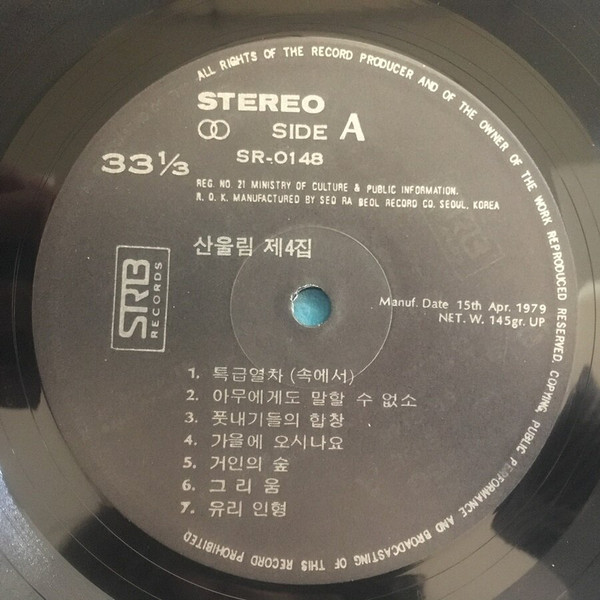 ALL RIGHTS OF THE RECORD PRODUCER AND OF THE OWNER OF THE WORK REPRODUCED RESERVED. COPYING, PUBLIC PERFORMANCE AND BROADCASTING OF THIS RECORD PROHIBITED
STEREO
SIDE A
33⅓
SR-0148
REG. NO. 21 MINISTRY OF CULTURE & PUBLIC INFORMATION.
R. O. K. MANUFACTURED BY SEO RA BEOL RECORD CO. SEOUL, KOREA
산울림 제4집
SRB
RECORDS
Manuf. Date 15th Apr. 1979
NET. W. 145gr. UP
1. 특급열차 (속에서)
2. 아무에게도 말할 수 없소
3. 풋내기들의 합창
4. 가을에 오시나요
5. 거인의 숲
6. 그 리 움
7. 유리 인형